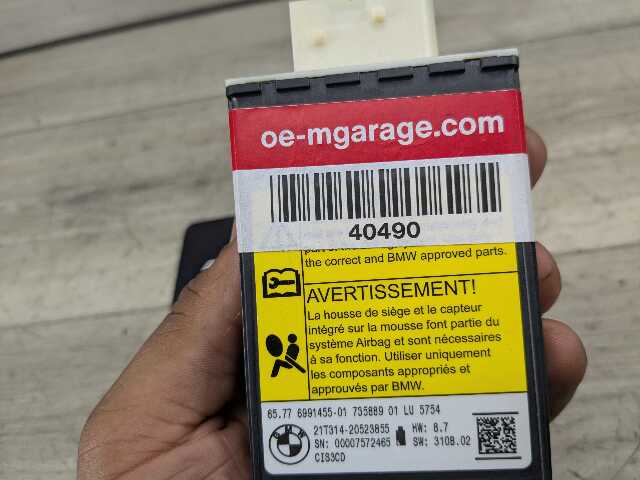 oe-mgarage.com
40490
the correct and BMW approved parts.
AVERTISSEMENT!
La housse de siège et le capteur
intégré sur la mousse font partie du
système Airbag et sont nécessaires
à sa fonction. Utiliser uniquement
les composants appropriés et
approuvés par BMW.
65.77 6991455-01 735889 01 LU 5754
21T314-20523855 HW: 8.7
SN: 00007572465 SW: 310B.02
CIS3CD
BMW